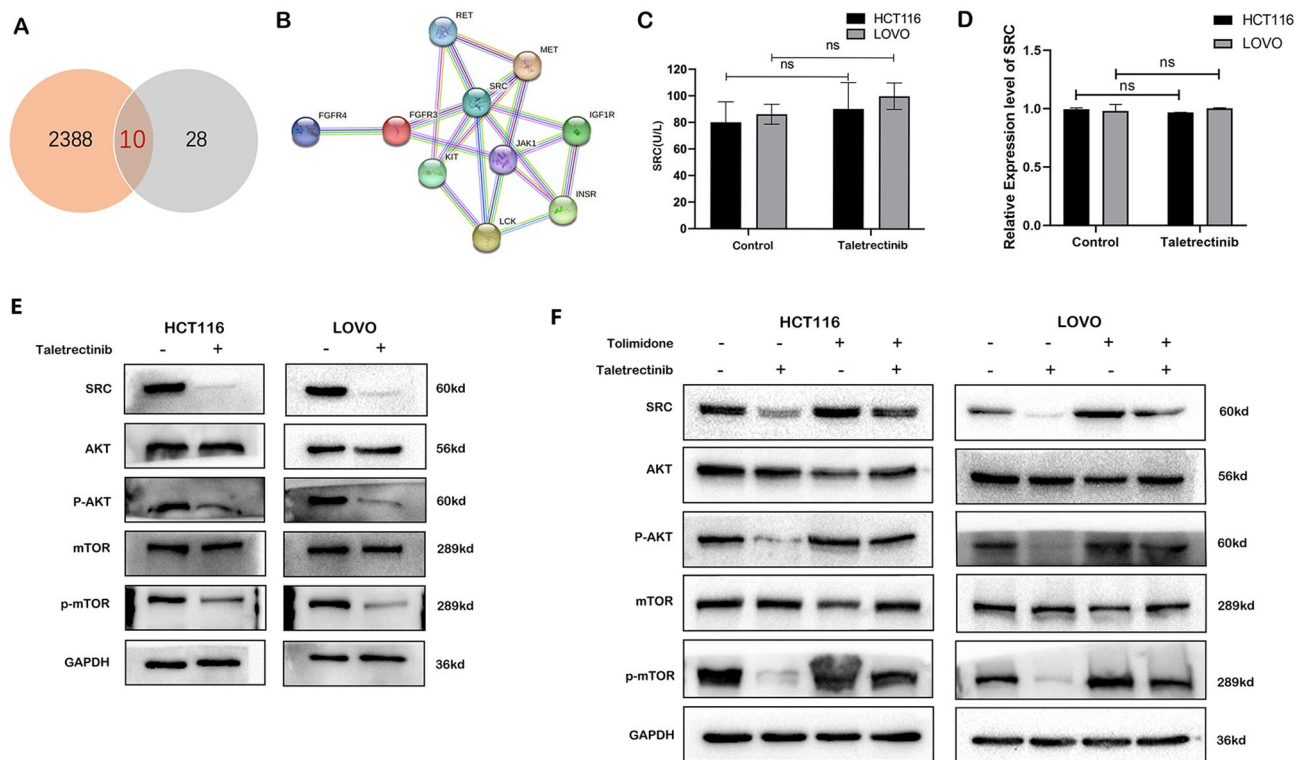 A
2388
10
28
B
RET
MET
SRC
FGFR4
FGFR3
IGF1R
JAK1
KIT
INSR
LCK
C
HCT116
LOVO
ns
ns
SRC(U/L)
120
100
80
60
40
20
0
Control
Taletrectinib
D
HCT116
LOVO
ns
ns
Relative Expression level of SRC
1.5
1.0
0.5
0.0
Control
Taletrectinib
E
HCT116 LOVO
Taletrectinib - + - +
SRC 60kd
AKT 56kd
P-AKT 60kd
mTOR 289kd
p-mTOR 289kd
GAPDH 36kd
F
HCT116 LOVO
Tolimidone - - + + - - + +
Taletrectinib - + - + - + - +
SRC 60kd
AKT 56kd
P-AKT 60kd
mTOR 289kd
p-mTOR 289kd
GAPDH 36kd